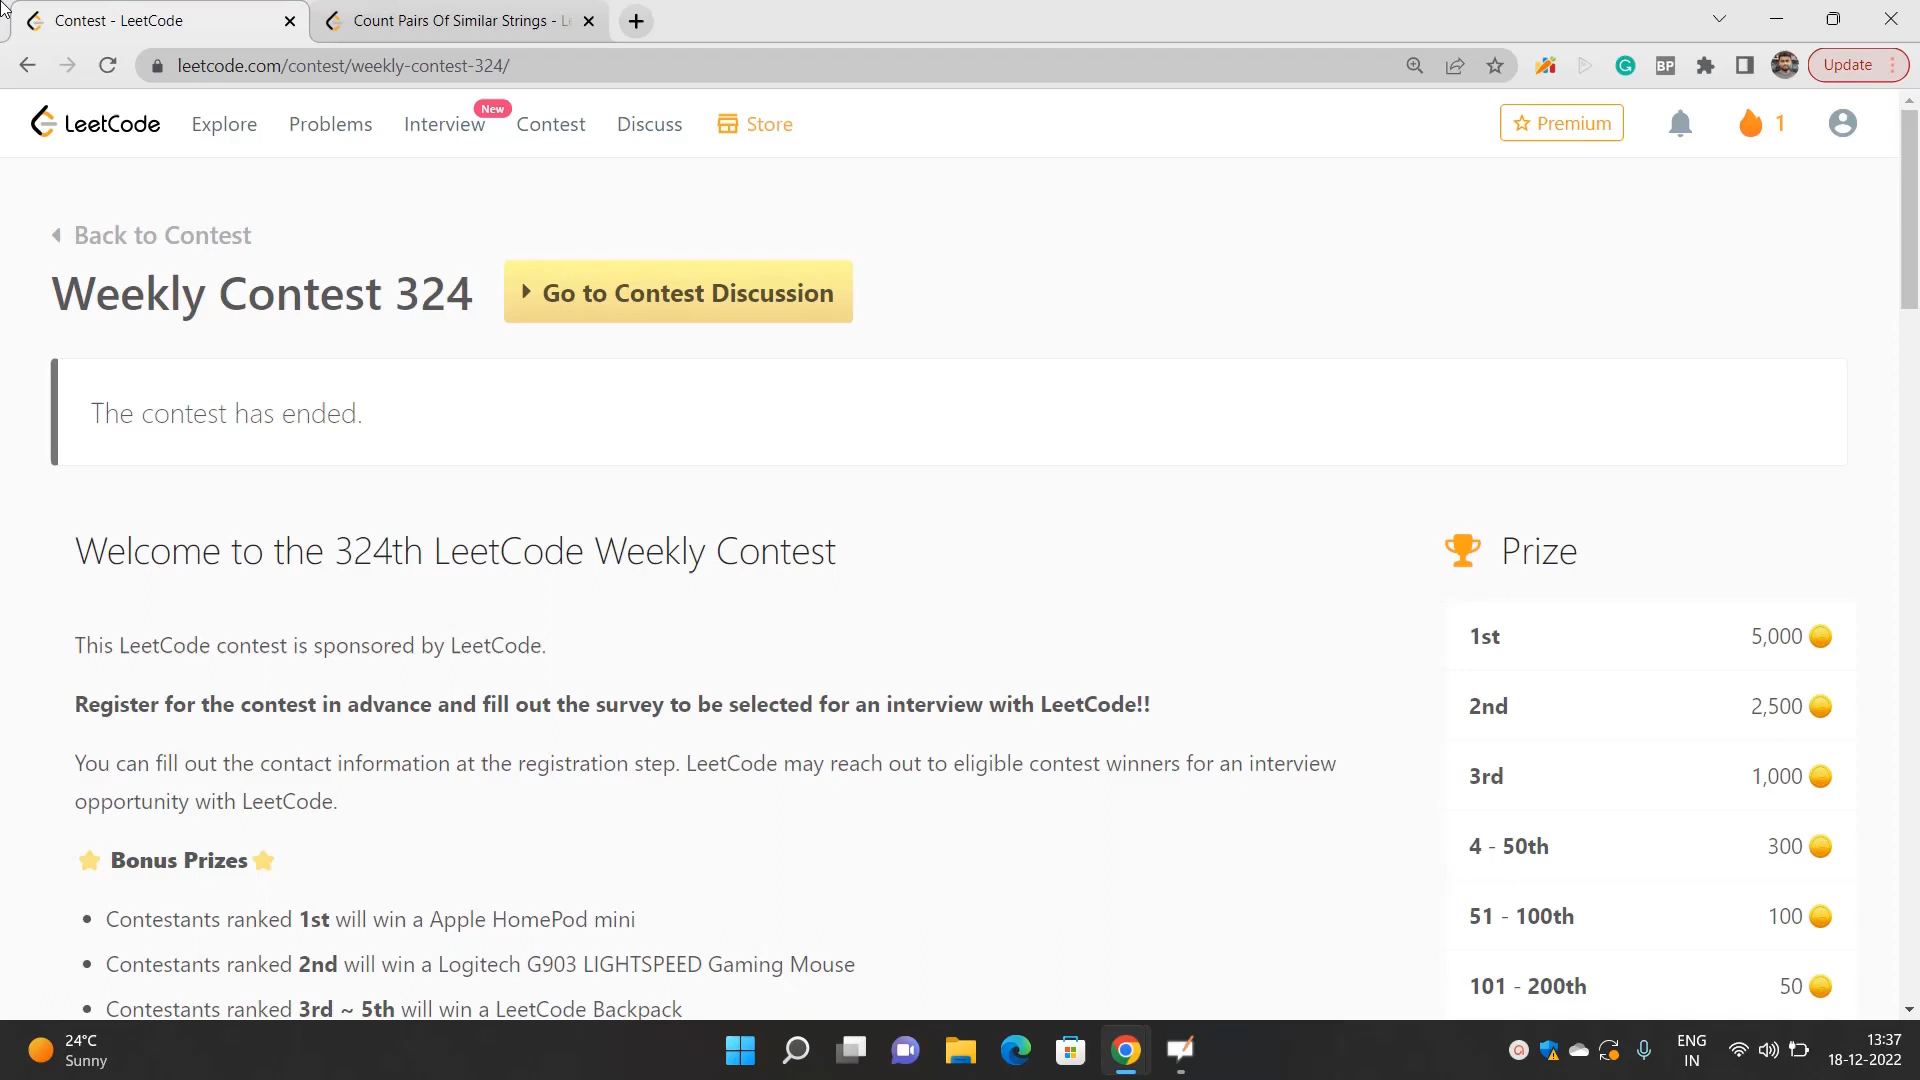 Contest - LeetCode
Count Pairs Of Similar Strings - L
leetcode.com/contest/weekly-contest-324/
BP
Update
LeetCode
Explore
Problems
Interview
New
Contest
Discuss
Store
Premium
1
Back to Contest
Weekly Contest 324
Go to Contest Discussion
The contest has ended.
Welcome to the 324th LeetCode Weekly Contest
This LeetCode contest is sponsored by LeetCode.
Register for the contest in advance and fill out the survey to be selected for an interview with LeetCode!!
You can fill out the contact information at the registration step. LeetCode may reach out to eligible contest winners for an interview
opportunity with LeetCode.
Bonus Prizes
• Contestants ranked 1st will win a Apple HomePod mini
• Contestants ranked 2nd will win a Logitech G903 LIGHTSPEED Gaming Mouse
• Contestants ranked 3rd ~ 5th will win a LeetCode Backpack
Prize
1st 5,000
2nd 2,500
3rd 1,000
4 - 50th 300
51 - 100th 100
101 - 200th 50
24°C
Sunny
ENG
IN
13:37
18-12-2022